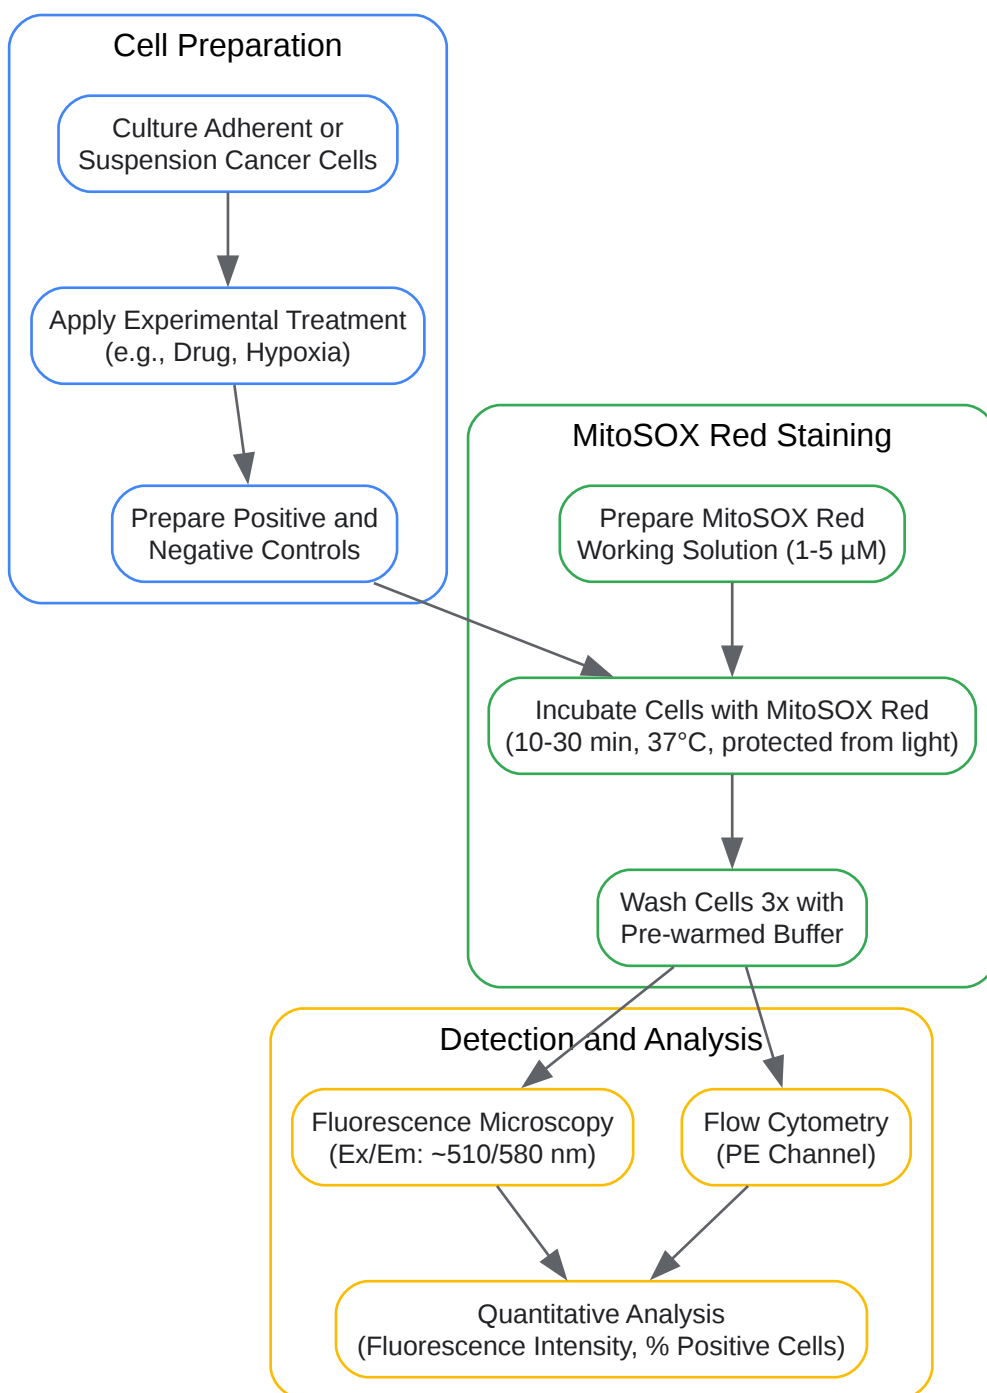 Cell Preparation
Culture Adherent or
Suspension Cancer Cells
Apply Experimental Treatment
(e.g., Drug, Hypoxia)
Prepare Positive and
Negative Controls
MitoSOX Red Staining
Prepare MitoSOX Red
Working Solution (1-5 µM)
Incubate Cells with MitoSOX Red
(10-30 min, 37°C, protected from light)
Wash Cells 3x with
Pre-warmed Buffer
Detection and Analysis
Fluorescence Microscopy
(Ex/Em: ~510/580 nm)
Flow Cytometry
(PE Channel)
Quantitative Analysis
(Fluorescence Intensity, % Positive Cells)